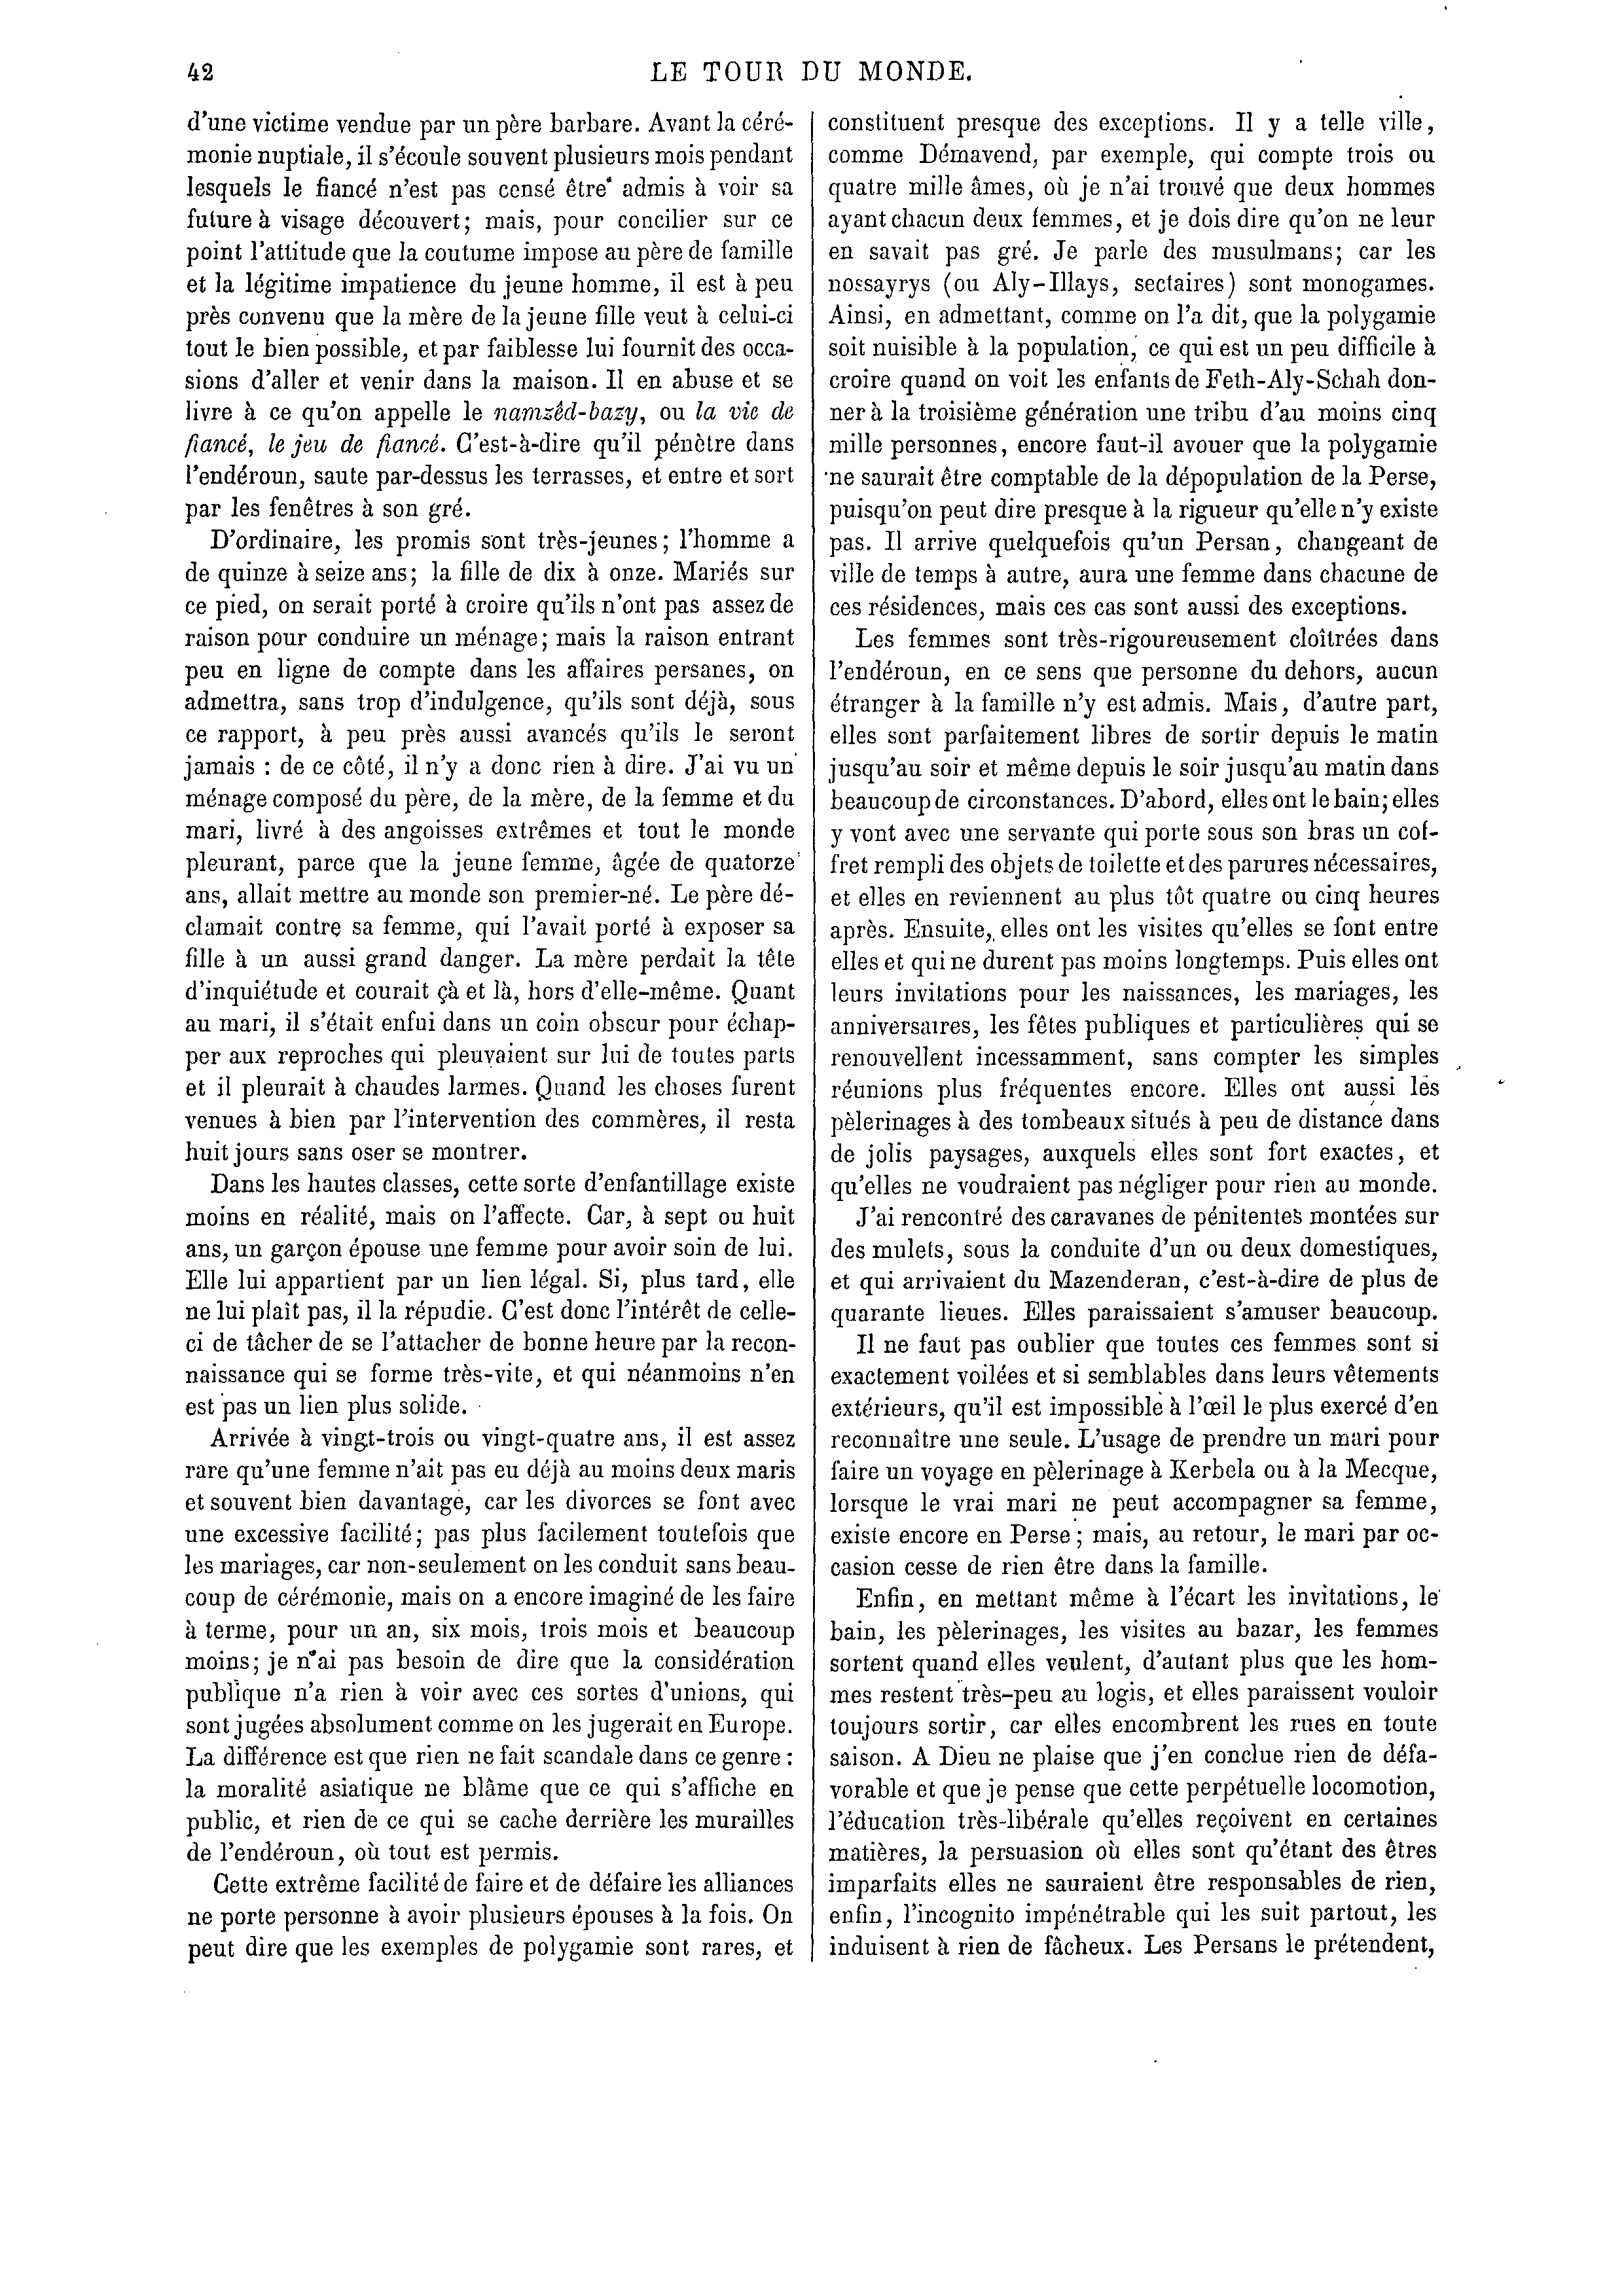 42
LE TOUR DU MONDE.
d'une victime vendue par un père barbare. Avant la céré-
monie nuptiale, il s'écoule souvent plusieurs mois pendant
lesquels le fiancé n'est pas censé être admis à voir sa
future à visage découvert; mais, pour concilier sur ce
point l'attitude que la coutume impose au père de famille
et la légitime impatience du jeune homme, il est à peu
près convenu que la mère de la jeune fille veut à celui-ci
tout le bien possible, et par faiblesse lui fournit des occa-
sions d'aller et venir dans la maison. Il en abuse et se
livre à ce qu'on appelle le namzêd-bazy, ou la vie de
fiancé, le jeu de fiancé. C'est-à-dire qu'il pénètre dans
l'endéroun, saute par-dessus les terrasses, et entre et sort
par les fenêtres à son gré.
D'ordinaire, les promis sont très-jeunes; l'homme a
de quinze à seize ans; la fille de dix à onze. Mariés sur
ce pied, on serait porté à croire qu'ils n'ont pas assez de
raison pour conduire un ménage; mais la raison entrant
peu en ligne de compte dans les affaires persanes, on
admettra, sans trop d'indulgence, qu'ils sont déjà, sous
ce rapport, à peu près aussi avancés qu'ils le seront
jamais : de ce côté, il n'y a donc rien à dire. J'ai vu un
ménage composé du père, de la mère, de la femme et du
mari, livré à des angoisses extrêmes et tout le monde
pleurant, parce que la jeune femme, âgée de quatorze
ans, allait mettre au monde son premier-né. Le père dé-
clamait contre sa femme, qui l'avait porté à exposer sa
fille à un aussi grand danger. La mère perdait la tête
d'inquiétude et courait çà et là, hors d'elle-même. Quant
au mari, il s'était enfui dans un coin obscur pour échap-
per aux reproches qui pleuvaient sur lui de toutes parts
et il pleurait à chaudes larmes. Quand les choses furent
venues à bien par l'intervention des commères, il resta
huit jours sans oser se montrer.
Dans les hautes classes, cette sorte d'enfantillage existe
moins en réalité, mais on l'affecte. Car, à sept ou huit
ans, un garçon épouse une femme pour avoir soin de lui.
Elle lui appartient par un lien légal. Si, plus tard, elle
ne lui plaît pas, il la répudie. C'est donc l'intérêt de celle-
ci de tâcher de se l'attacher de bonne heure par la recon-
naissance qui se forme très-vite, et qui néanmoins n'en
est pas un lien plus solide.
Arrivée à vingt-trois ou vingt-quatre ans, il est assez
rare qu'une femme n'ait pas eu déjà au moins deux maris
et souvent bien davantage, car les divorces se font avec
une excessive facilité; pas plus facilement toutefois que
les mariages, car non-seulement on les conduit sans beau-
coup de cérémonie, mais on a encore imaginé de les faire
à terme, pour un an, six mois, trois mois et beaucoup
moins; je n'ai pas besoin de dire que la considération
publique n'a rien à voir avec ces sortes d'unions, qui
sont jugées absolument comme on les jugerait en Europe.
La différence est que rien ne fait scandale dans ce genre :
la moralité asiatique ne blâme que ce qui s'affiche en
public, et rien de ce qui se cache derrière les murailles
de l'endéroun, où tout est permis.
Cette extrême facilité de faire et de défaire les alliances
ne porte personne à avoir plusieurs épouses à la fois. On
peut dire que les exemples de polygamie sont rares, et
constituent presque des exceptions. Il y a telle ville,
comme Démavend, par exemple, qui compte trois ou
quatre mille âmes, où je n'ai trouvé que deux hommes
ayant chacun deux femmes, et je dois dire qu'on ne leur
en savait pas gré. Je parle des musulmans; car les
nossayrys (ou Aly-Illays, sectaires) sont monogames.
Ainsi, en admettant, comme on l'a dit, que la polygamie
soit nuisible à la population, ce qui est un peu difficile à
croire quand on voit les enfants de Feth-Aly-Schah don-
ner à la troisième génération une tribu d'au moins cinq
mille personnes, encore faut-il avouer que la polygamie
ne saurait être comptable de la dépopulation de la Perse,
puisqu'on peut dire presque à la rigueur qu'elle n'y existe
pas. Il arrive quelquefois qu'un Persan, changeant de
ville de temps à autre, aura une femme dans chacune de
ces résidences, mais ces cas sont aussi des exceptions.
Les femmes sont très-rigoureusement cloîtrées dans
l'endéroun, en ce sens que personne du dehors, aucun
étranger à la famille n'y est admis. Mais, d'autre part,
elles sont parfaitement libres de sortir depuis le matin
jusqu'au soir et même depuis le soir jusqu'au matin dans
beaucoup de circonstances. D'abord, elles ont le bain; elles
y vont avec une servante qui porte sous son bras un cof-
fret rempli des objets de toilette et des parures nécessaires,
et elles en reviennent au plus tôt quatre ou cinq heures
après. Ensuite, elles ont les visites qu'elles se font entre
elles et qui ne durent pas moins longtemps. Puis elles ont
leurs invitations pour les naissances, les mariages, les
anniversaires, les fêtes publiques et particulières qui se
renouvellent incessamment, sans compter les simples
réunions plus fréquentes encore. Elles ont aussi les
pèlerinages à des tombeaux situés à peu de distance dans
de jolis paysages, auxquels elles sont fort exactes, et
qu'elles ne voudraient pas négliger pour rien au monde.
J'ai rencontré des caravanes de pénitentes montées sur
des mulets, sous la conduite d'un ou deux domestiques,
et qui arrivaient du Mazenderan, c'est-à-dire de plus de
quarante lieues. Elles paraissaient s'amuser beaucoup.
Il ne faut pas oublier que toutes ces femmes sont si
exactement voilées et si semblables dans leurs vêtements
extérieurs, qu'il est impossible à l'œil le plus exercé d'en
reconnaître une seule. L'usage de prendre un mari pour
faire un voyage en pèlerinage à Kerbela ou à la Mecque,
lorsque le vrai mari ne peut accompagner sa femme,
existe encore en Perse; mais, au retour, le mari par oc-
casion cesse de rien être dans la famille.
Enfin, en mettant même à l'écart les invitations, le
bain, les pèlerinages, les visites au bazar, les femmes
sortent quand elles veulent, d'autant plus que les hom-
mes restent très-peu au logis, et elles paraissent vouloir
toujours sortir, car elles encombrent les rues en toute
saison. A Dieu ne plaise que j'en conclue rien de défa-
vorable et que je pense que cette perpétuelle locomotion,
l'éducation très-libérale qu'elles reçoivent en certaines
matières, la persuasion où elles sont qu'étant des êtres
imparfaits elles ne sauraient être responsables de rien,
enfin, l'incognito impénétrable qui les suit partout, les
induisent à rien de fâcheux. Les Persans le prétendent,